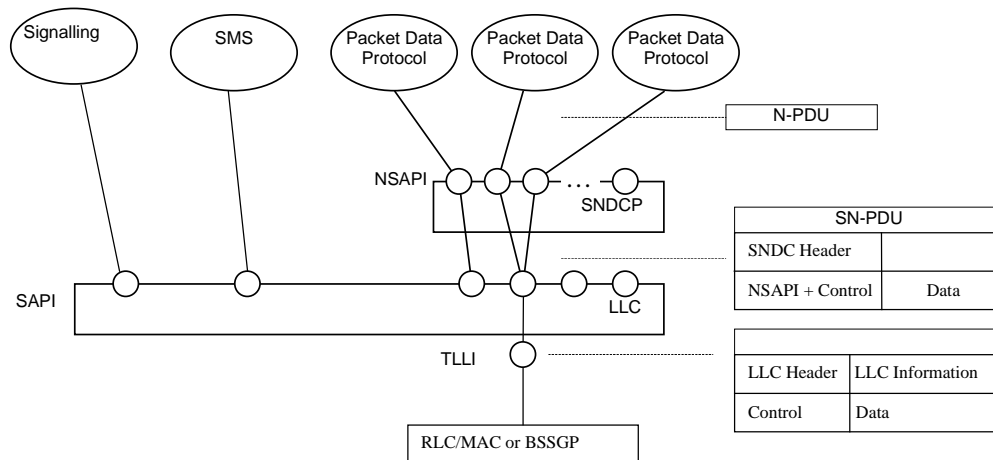 Signalling
SMS
Packet Data
Protocol
Packet Data
Protocol
Packet Data
Protocol
N-PDU
NSAPI
...
SNDCP
SN-PDU
SNDC Header
NSAPI + Control
Data
SAPI
LLC
TLLI
LLC Header
LLC Information
Control
Data
RLC/MAC or BSSGP